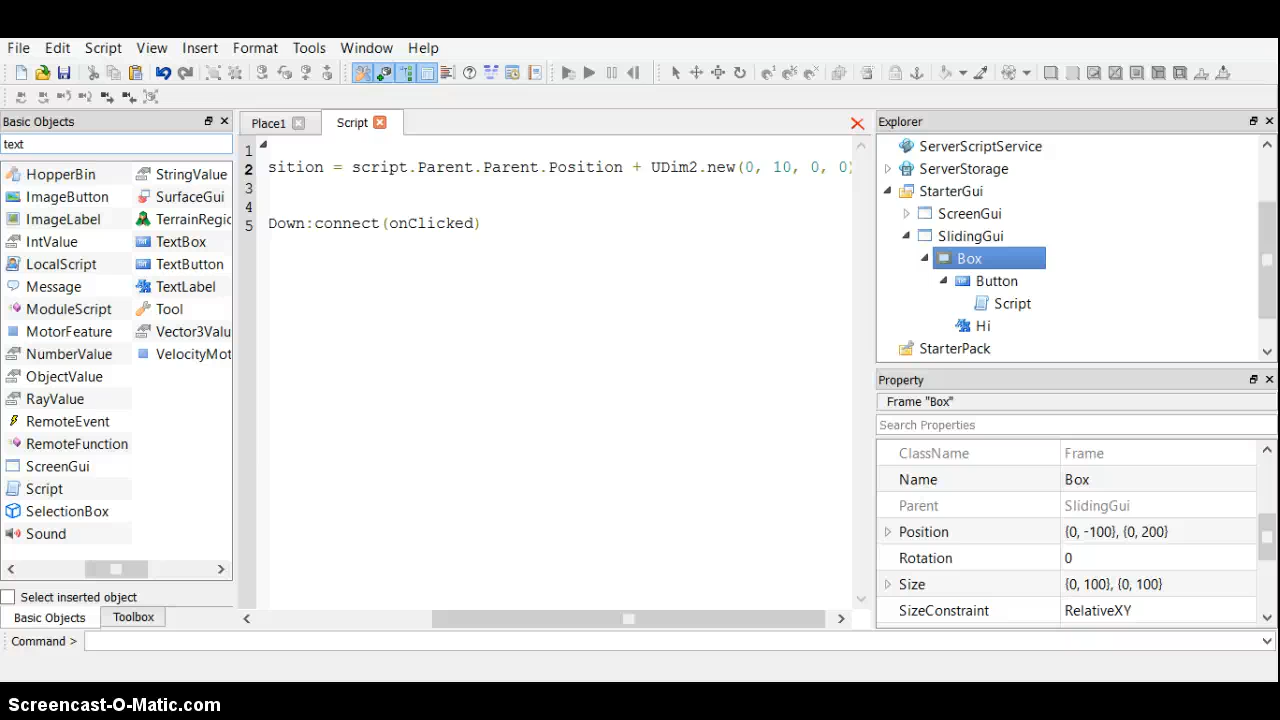 File Edit Script View Insert Format Tools Window Help
Basic Objects
text
HopperBin
ImageButton
ImageLabel
IntValue
LocalScript
Message
ModuleScript
MotorFeature
NumberValue
ObjectValue
RayValue
RemoteEvent
RemoteFunction
ScreenGui
Script
SelectionBox
Sound
StringValue
SurfaceGui
TerrainRegic
TextBox
TextButton
TextLabel
Tool
Vector3Valu
VelocityMot
Select inserted object
Basic Objects Toolbox
Place1 Script
1
2 sition = script.Parent.Parent.Position + UDim2.new(0, 10, 0, 0)
3
4
5 Down:connect(onClicked)
Explorer
ServerScriptService
ServerStorage
StarterGui
ScreenGui
SlidingGui
Box
Button
Script
Hi
StarterPack
Property
Frame "Box"
Search Properties
ClassName Frame
Name Box
Parent SlidingGui
Position {0, -100}, {0, 200}
Rotation 0
Size {0, 100}, {0, 100}
SizeConstraint RelativeXY
Command >
Screencast-O-Matic.com